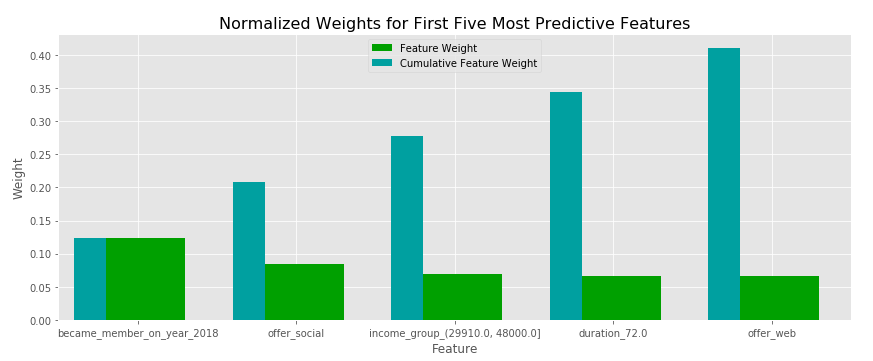 Normalized Weights for First Five Most Predictive Features
Feature Weight
Cumulative Feature Weight
0.40
0.35
0.30
0.25
0.20
0.15
0.10
0.05
0.00
Weight
became_member_on_year_2018 offer_social income_group_(29910.0, 48000.0] duration_72.0 offer_web
Feature